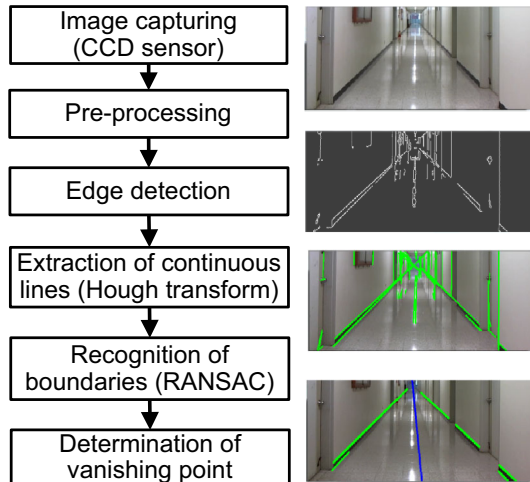 Image capturing
(CCD sensor)
Pre-processing
Edge detection
Extraction of continuous
lines (Hough transform)
Recognition of
boundaries (RANSAC)
Determination of
vanishing point